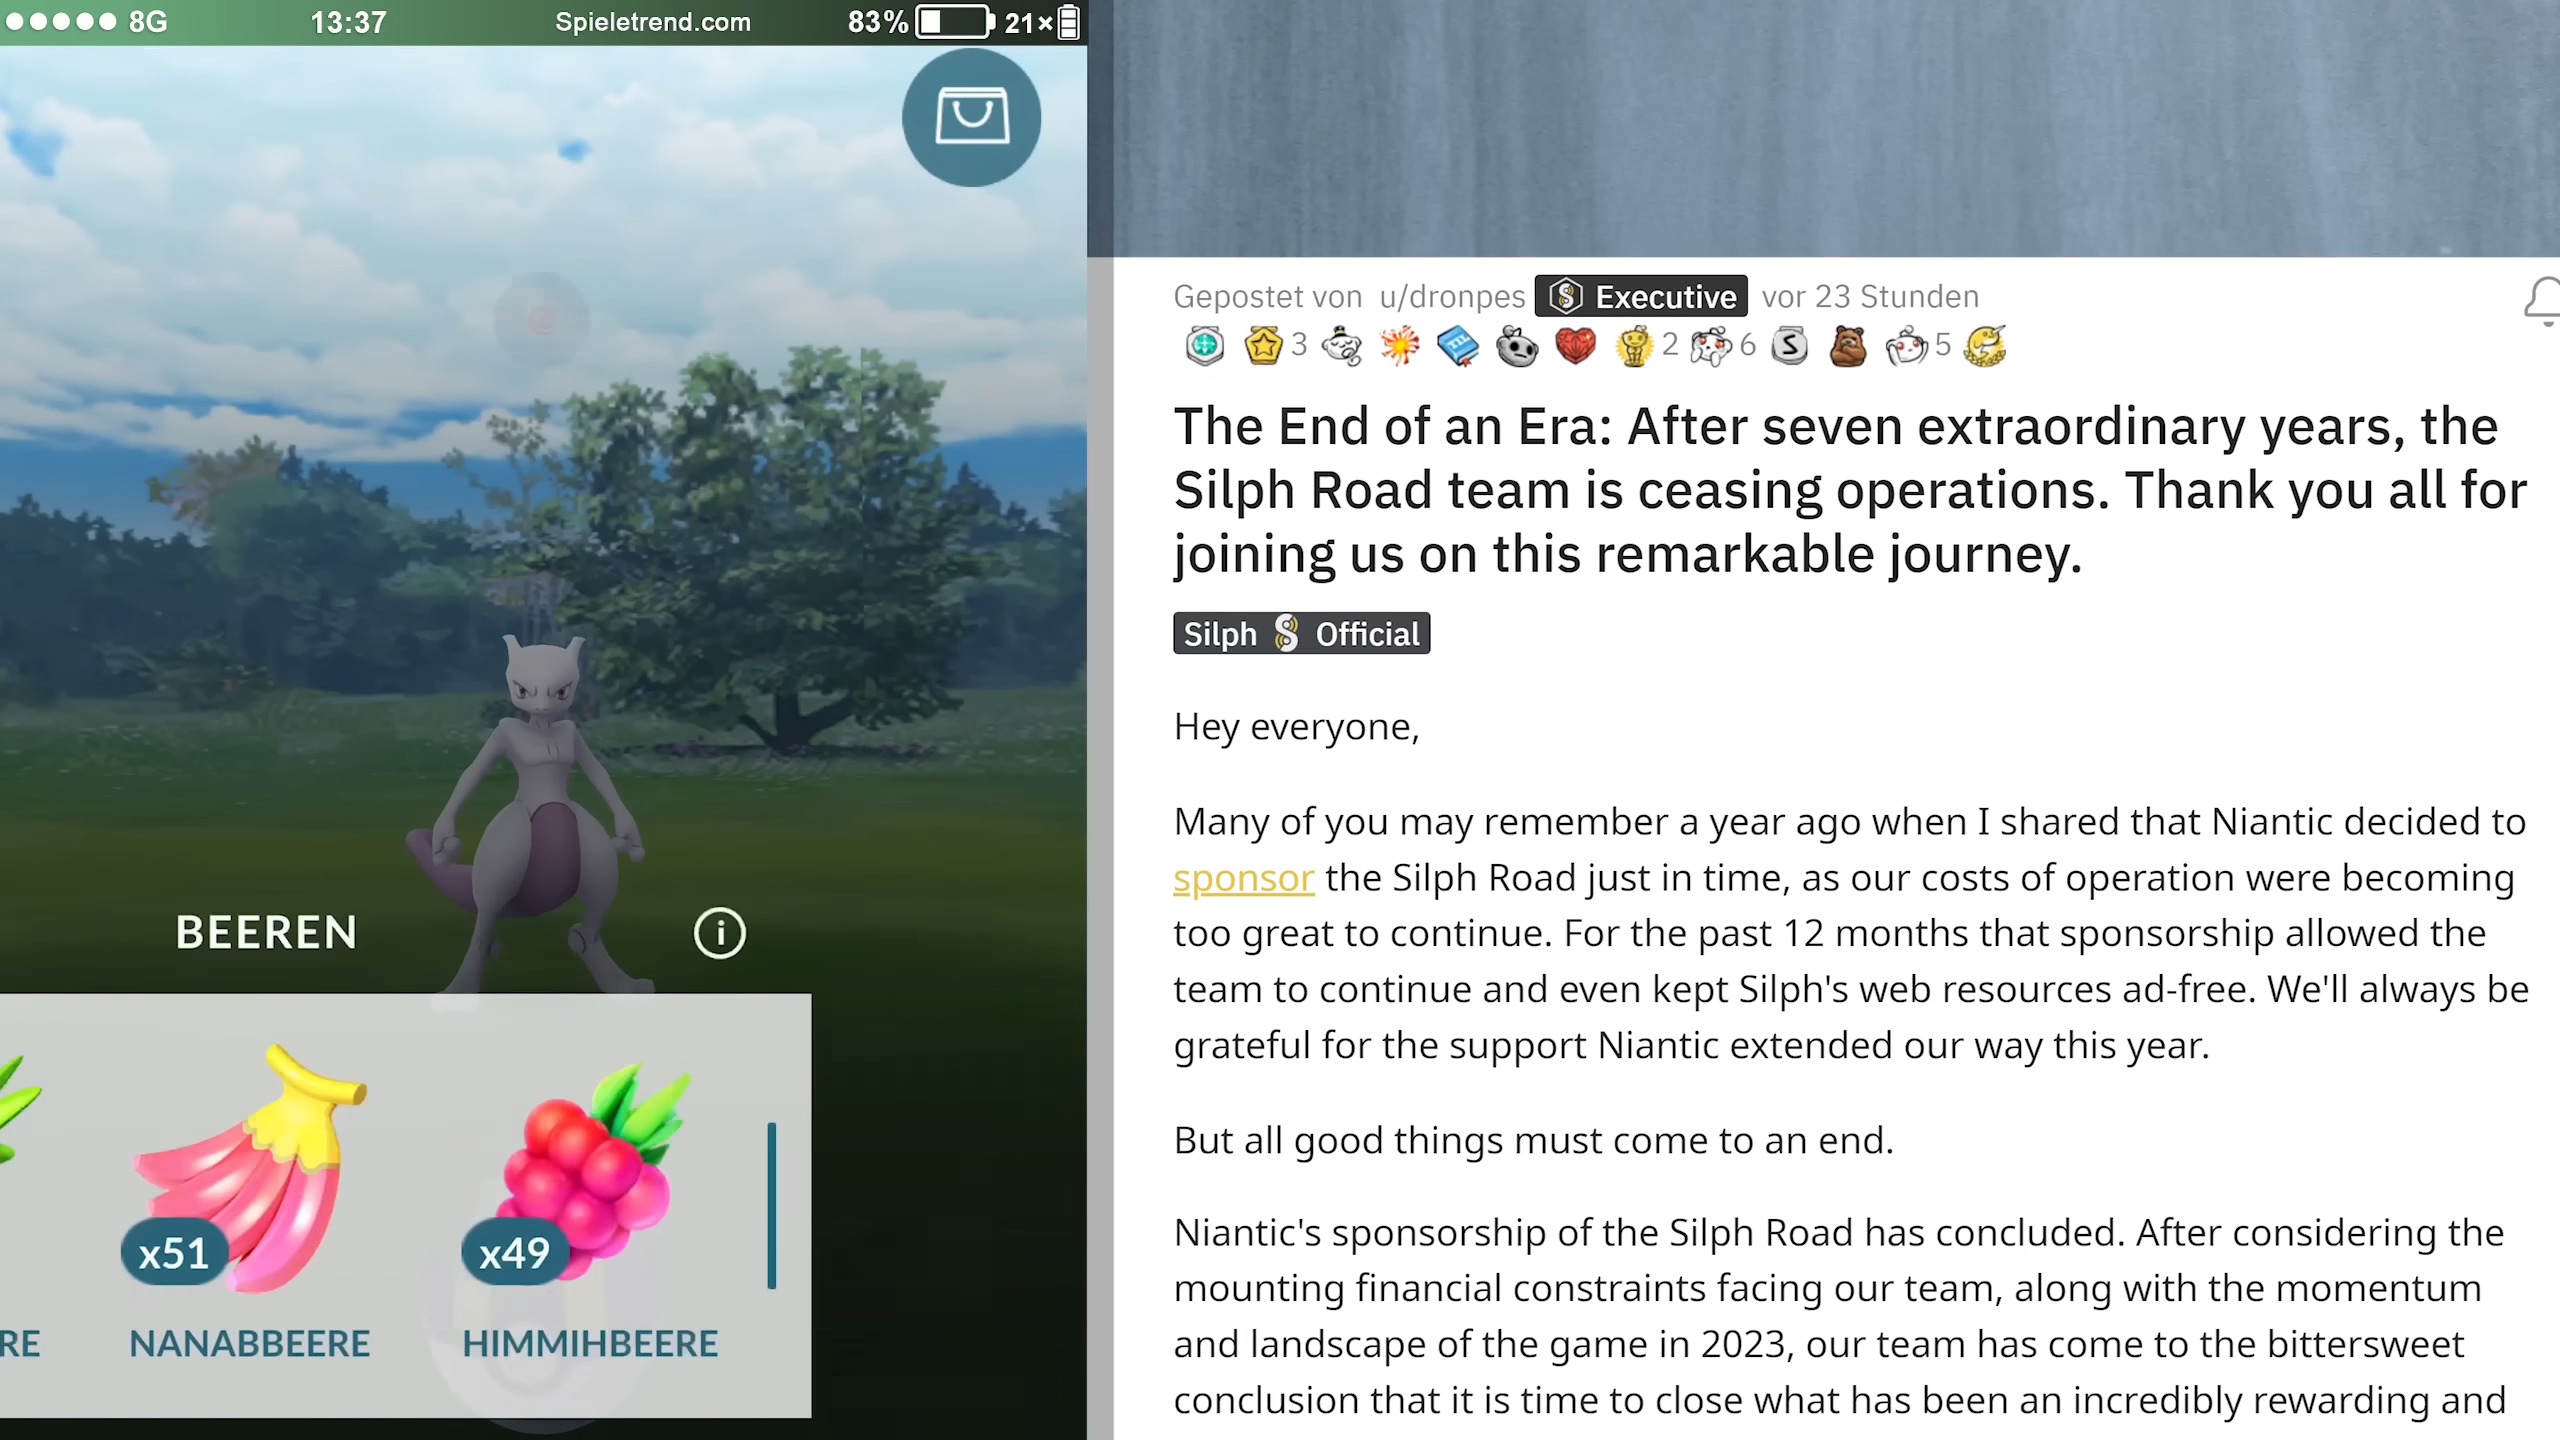 8G 13:37 Spieletrend.com 83% 21×
BEEREN
x51 x49
RE NANABBEERE HIMMIHBEERE
Gepostet von u/dronpes Executive vor 23 Stunden
3 2 6 5
The End of an Era: After seven extraordinary years, the
Silph Road team is ceasing operations. Thank you all for
joining us on this remarkable journey.
Silph Official
Hey everyone,
Many of you may remember a year ago when I shared that Niantic decided to
sponsor the Silph Road just in time, as our costs of operation were becoming
too great to continue. For the past 12 months that sponsorship allowed the
team to continue and even kept Silph's web resources ad-free. We'll always be
grateful for the support Niantic extended our way this year.
But all good things must come to an end.
Niantic's sponsorship of the Silph Road has concluded. After considering the
mounting financial constraints facing our team, along with the momentum
and landscape of the game in 2023, our team has come to the bittersweet
conclusion that it is time to close what has been an incredibly rewarding and